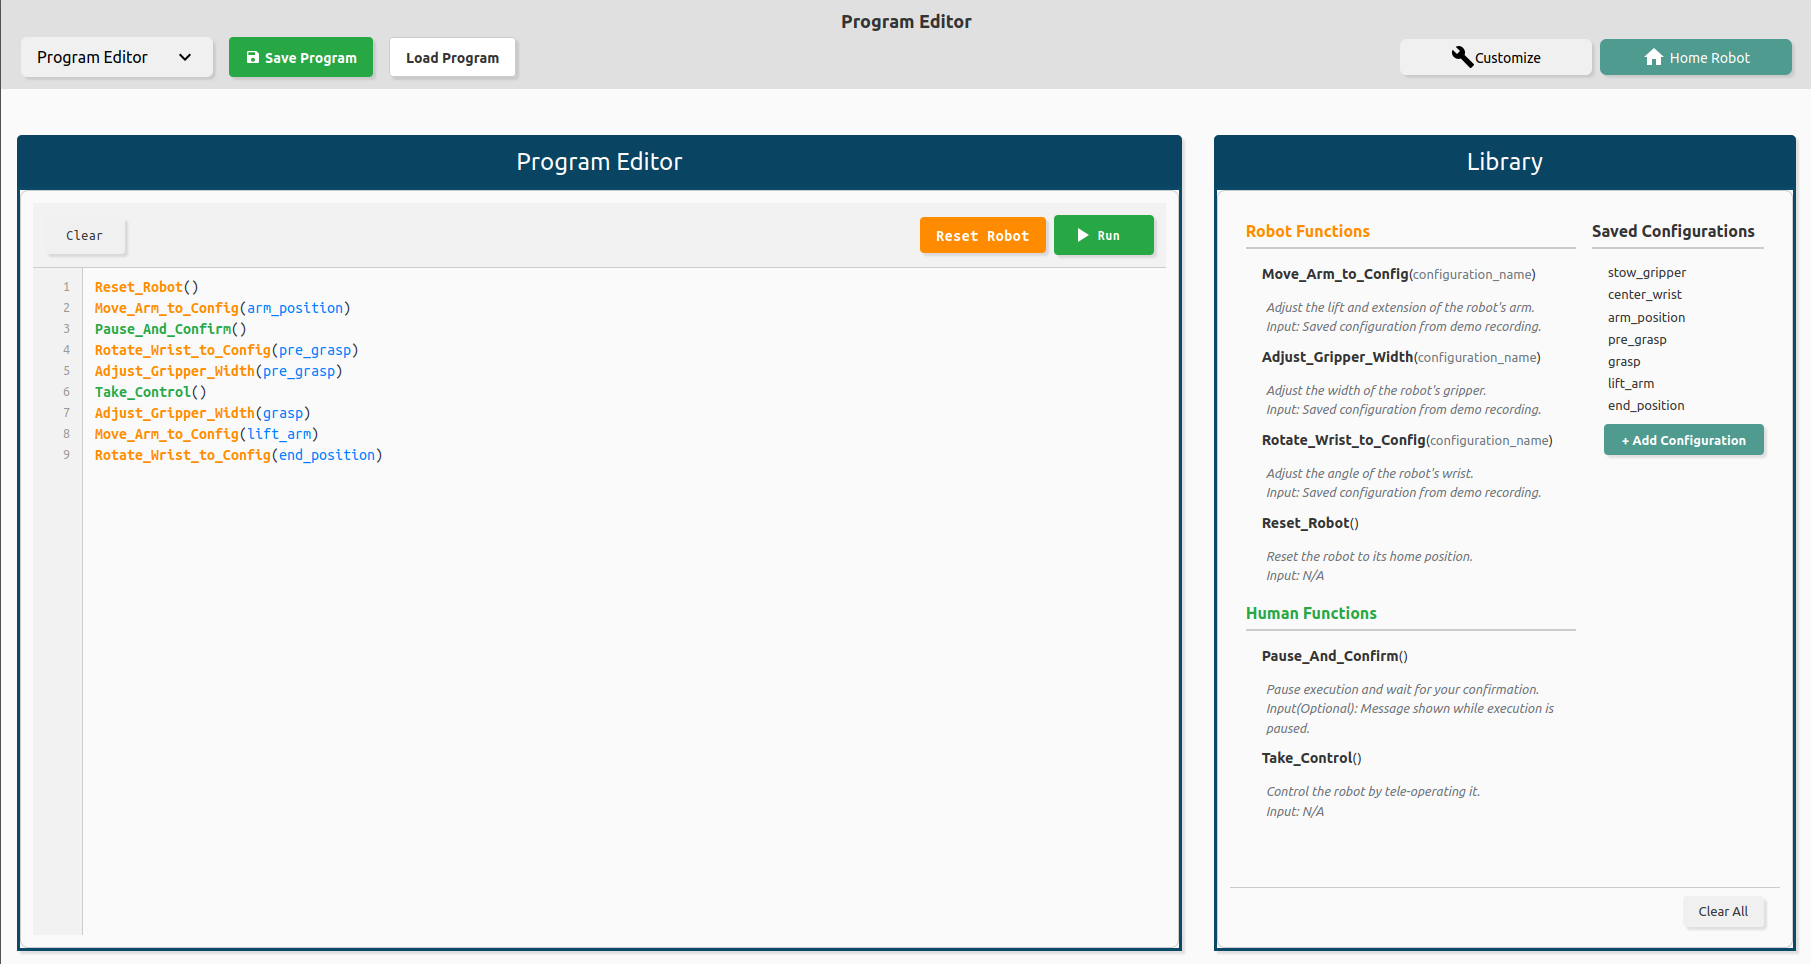 Program Editor
Program Editor
Save Program
Load Program
Customize
Home Robot
Program Editor
Clear
Reset Robot
Run
1 Reset_Robot()
2 Move_Arm_to_Config(arm_position)
3 Pause_And_Confirm()
4 Rotate_Wrist_to_Config(pre_grasp)
5 Adjust_Gripper_Width(pre_grasp)
6 Take_Control()
7 Adjust_Gripper_Width(grasp)
8 Move_Arm_to_Config(lift_arm)
9 Rotate_Wrist_to_Config(end_position)
Library
Robot Functions
Move_Arm_to_Config(configuration_name)
Adjust the lift and extension of the robot's arm.
Input: Saved configuration from demo recording.
Adjust_Gripper_Width(configuration_name)
Adjust the width of the robot's gripper.
Input: Saved configuration from demo recording.
Rotate_Wrist_to_Config(configuration_name)
Adjust the angle of the robot's wrist.
Input: Saved configuration from demo recording.
Reset_Robot()
Reset the robot to its home position.
Input: N/A
Human Functions
Pause_And_Confirm()
Pause execution and wait for your confirmation.
Input(Optional): Message shown while execution is
paused.
Take_Control()
Control the robot by tele-operating it.
Input: N/A
Saved Configurations
stow_gripper
center_wrist
arm_position
pre_grasp
grasp
lift_arm
end_position
+ Add Configuration
Clear All